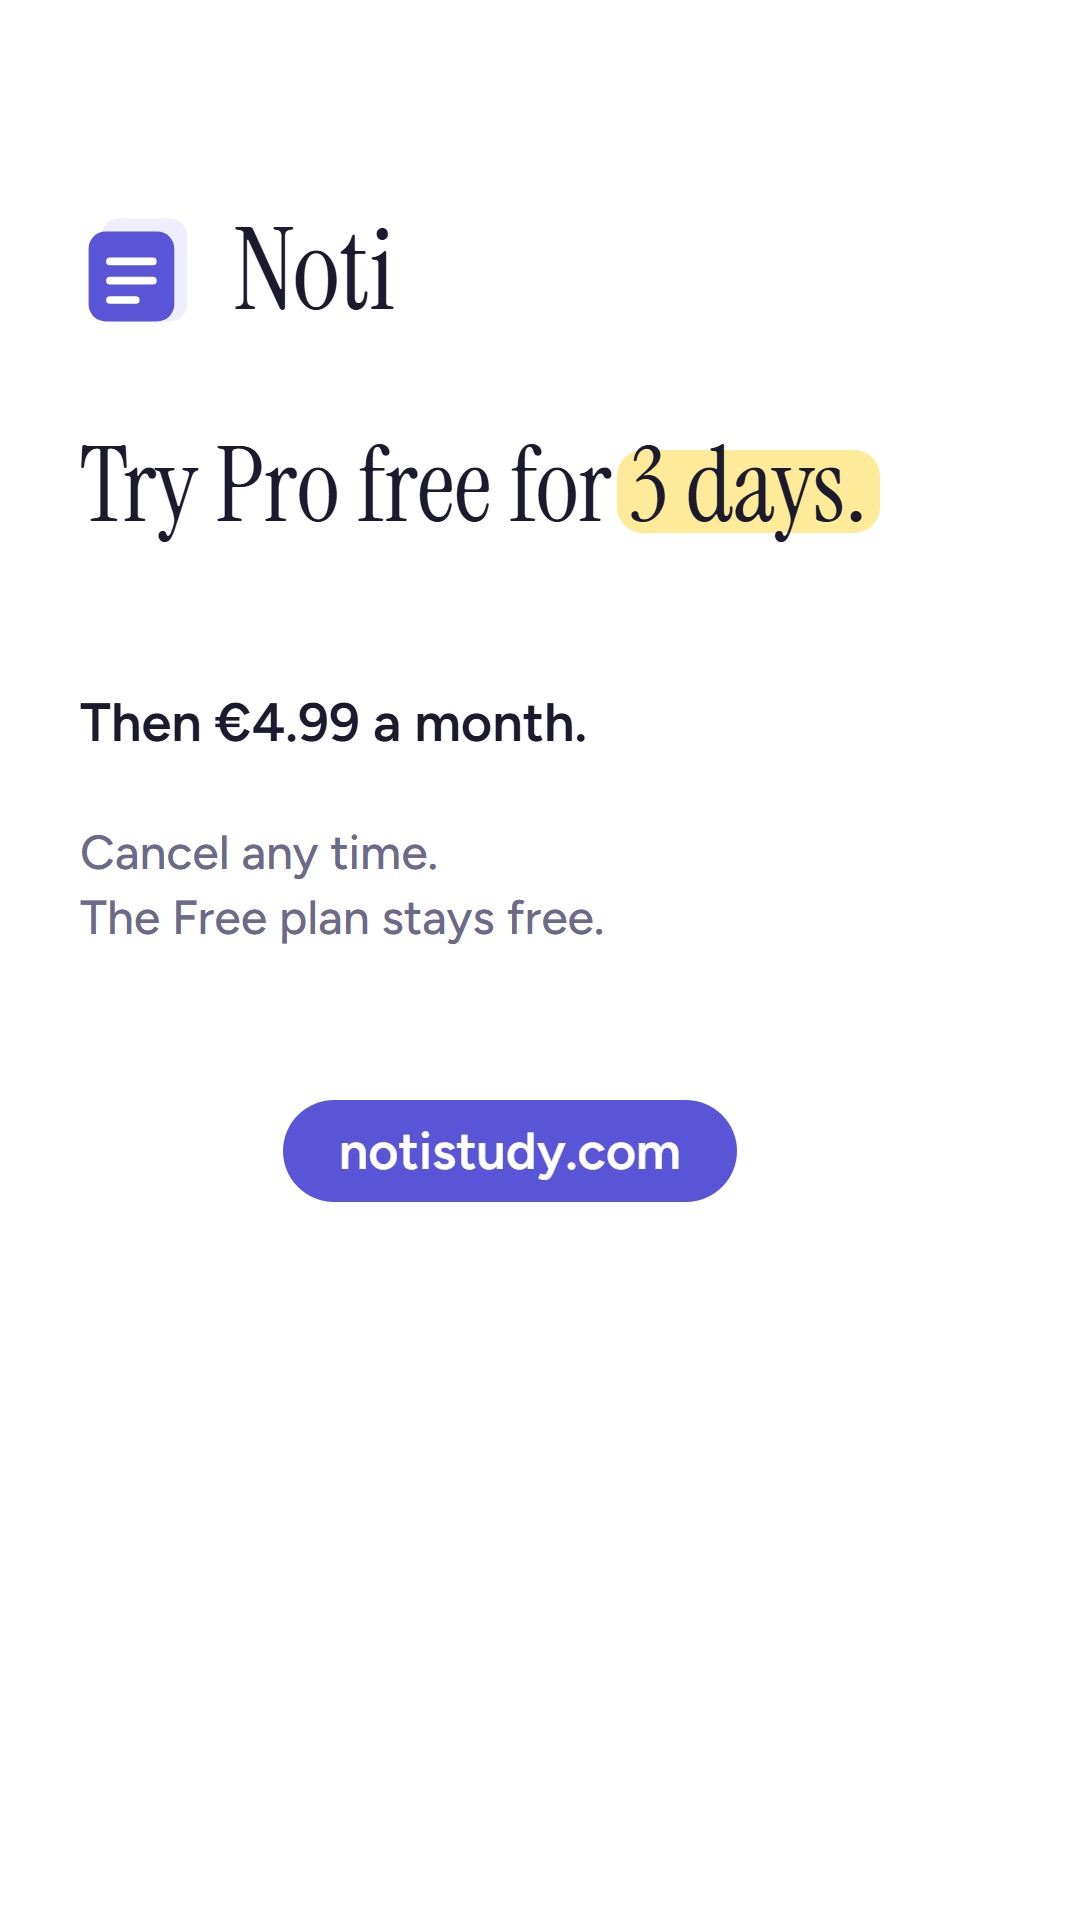 Noti
Try Pro free for 3 days.
Then €4.99 a month.
Cancel any time.
The Free plan stays free.
notistudy.com